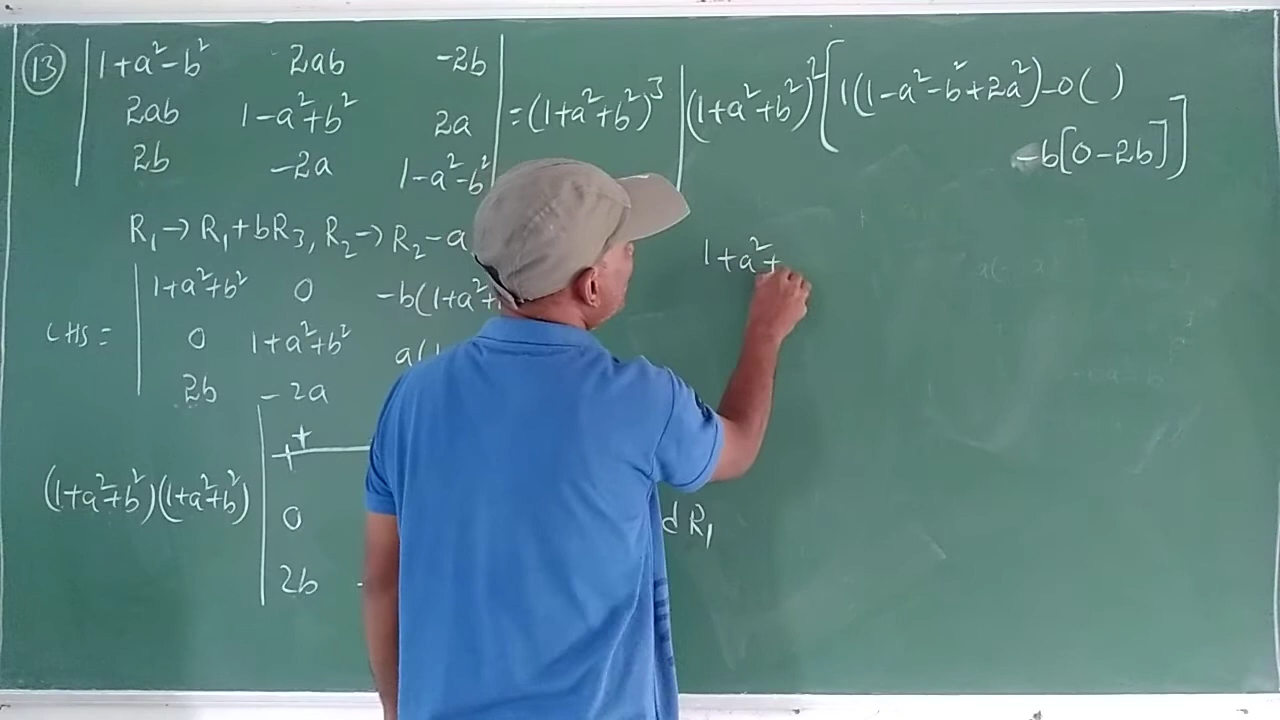 ⑬ | 1+a²-b² 2ab -2b |
| 2ab 1-a²+b² 2a | = (1+a²+b²)³
| 2b -2a 1-a²-b² |
R₁ → R₁+bR₃, R₂ → R₂-a
| 1+a²+b² 0 -b(1+a²+
LHS = | 0 1+a²+b² a(1
| 2b -2a
(1+a²+b²)(1+a²+b²) | 0
2b -
R₁
(1+a²+b²)² [1(1-a²-b²+2a²)-0( )
-b[0-2b]]
1+a²+